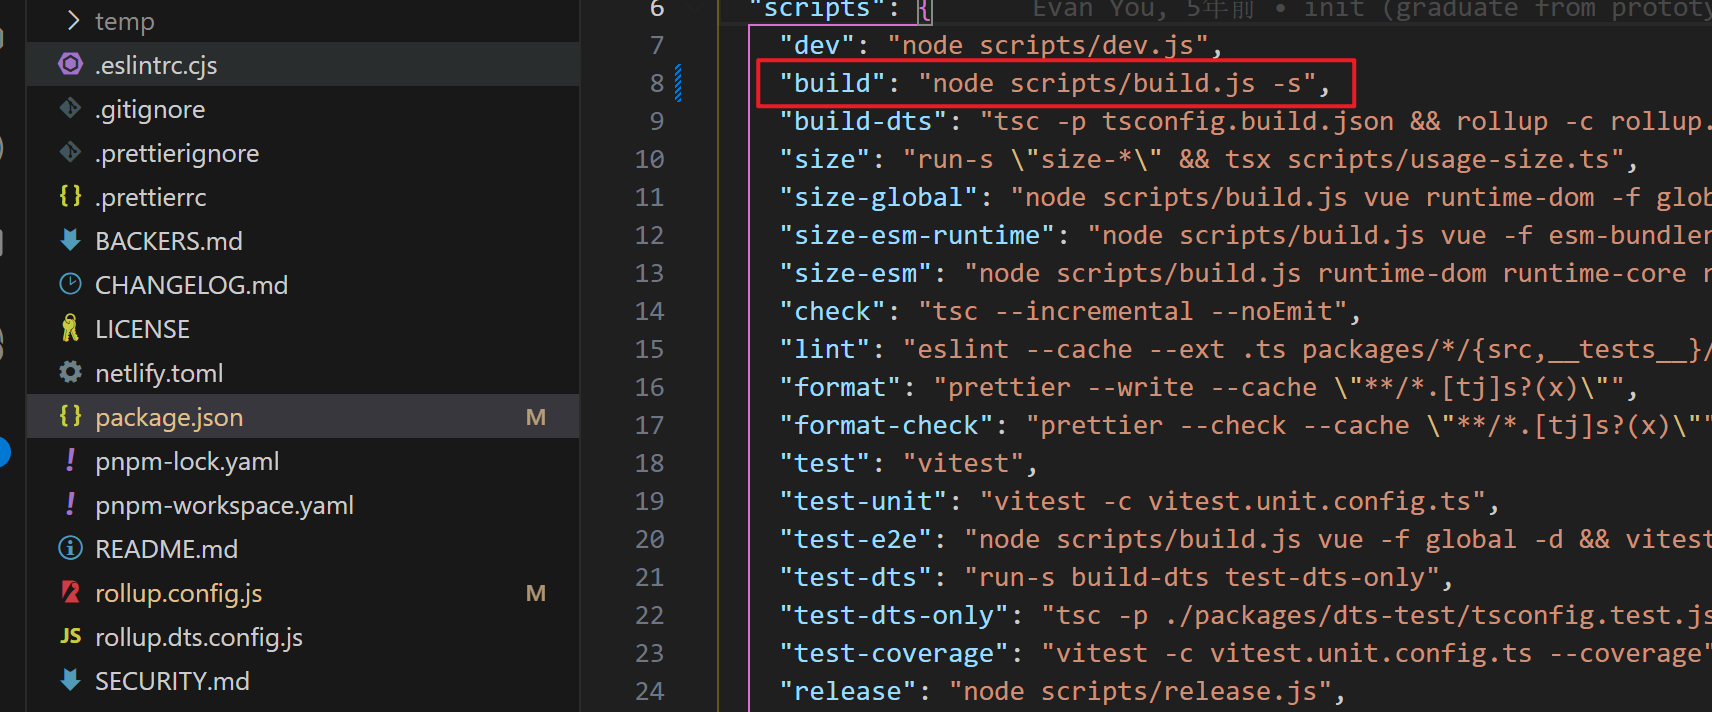 temp
.eslintrc.cjs
.gitignore
.prettierignore
.prettierrc
BACKERS.md
CHANGELOG.md
LICENSE
netlify.toml
package.json M
pnpm-lock.yaml
pnpm-workspace.yaml
README.md
rollup.config.js M
JS rollup.dts.config.js
SECURITY.md
6 "scripts": { Evan You, 5年前 • init (graduate from prototy
7 "dev": "node scripts/dev.js",
8 "build": "node scripts/build.js -s",
9 "build-dts": "tsc -p tsconfig.build.json && rollup -c rollup.
10 "size": "run-s \"size-*\" && tsx scripts/usage-size.ts",
11 "size-global": "node scripts/build.js vue runtime-dom -f glob
12 "size-esm-runtime": "node scripts/build.js vue -f esm-bundler
13 "size-esm": "node scripts/build.js runtime-dom runtime-core r
14 "check": "tsc --incremental --noEmit",
15 "lint": "eslint --cache --ext .ts packages/*/{src,__tests__}/
16 "format": "prettier --write --cache \"**/*.[tj]s?(x)\"",
17 "format-check": "prettier --check --cache \"**/*.[tj]s?(x)\""
18 "test": "vitest",
19 "test-unit": "vitest -c vitest.unit.config.ts",
20 "test-e2e": "node scripts/build.js vue -f global -d && vitest
21 "test-dts": "run-s build-dts test-dts-only",
22 "test-dts-only": "tsc -p ./packages/dts-test/tsconfig.test.js
23 "test-coverage": "vitest -c vitest.unit.config.ts --coverage"
24 "release": "node scripts/release.js",